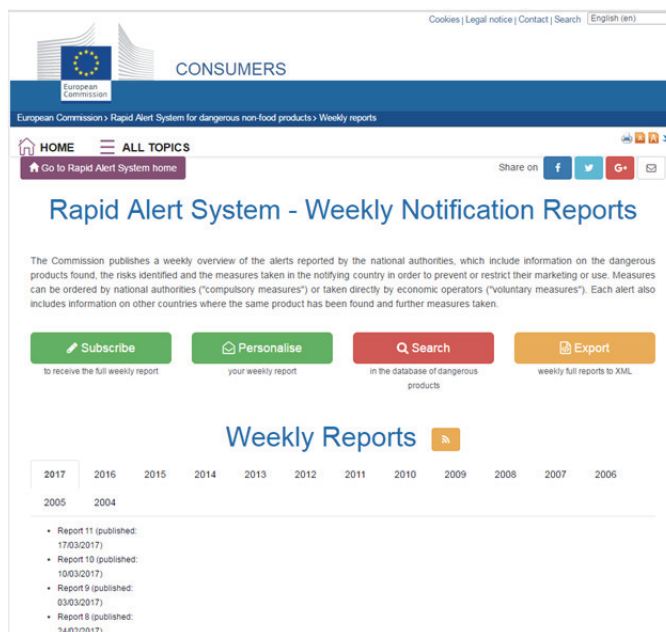 Cookies | Legal notice | Contact | Search English (en)
European
Commission
CONSUMERS
European Commission > Rapid Alert System for dangerous non-food products > Weekly reports
HOME ALL TOPICS
Go to Rapid Alert System home Share on f G+
Rapid Alert System - Weekly Notification Reports
The Commission publishes a weekly overview of the alerts reported by the national authorities, which include information on the dangerous
products found, the risks identified and the measures taken in the notifying country in order to prevent or restrict their marketing or use. Measures
can be ordered by national authorities ("compulsory measures") or taken directly by economic operators ("voluntary measures"). Each alert also
includes information on other countries where the same product has been found and further measures taken.
Subscribe Personalise Search Export
to receive the full weekly report your weekly report in the database of dangerous weekly full reports to XML
products
Weekly Reports
2017 2016 2015 2014 2013 2012 2011 2010 2009 2008 2007 2006
2005 2004
• Report 11 (published:
17/03/2017)
• Report 10 (published:
10/03/2017)
• Report 9 (published:
03/03/2017)
• Report 8 (published:
24/02/2017)